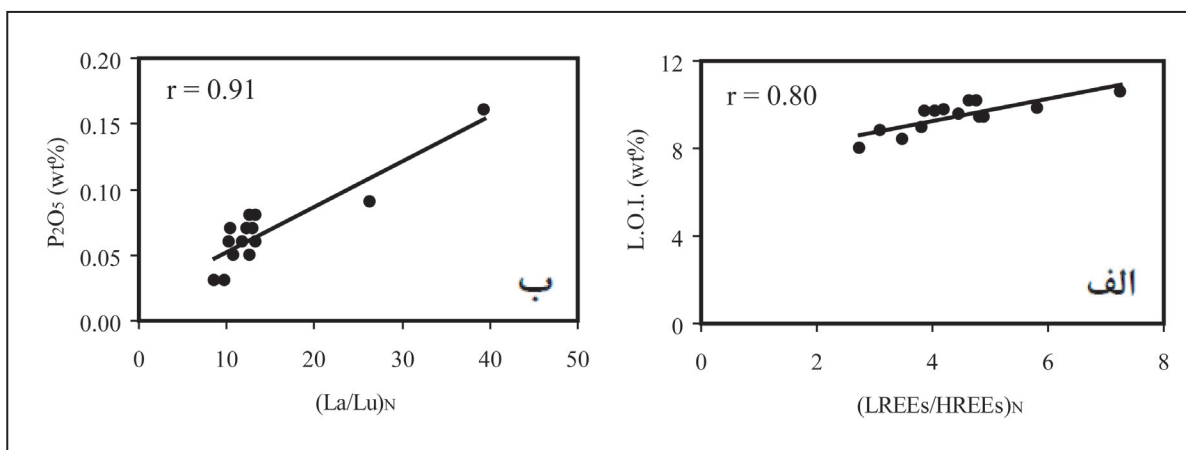 r = 0.91
P₂O₅ (wt%)
0.20
0.15
0.10
0.05
0.00
0 10 20 30 40 50
(La/Lu)N
ب
r = 0.80
L.O.I. (wt%)
12
8
4
0
0 2 4 6 8
(LREEs/HREEs)N
الف